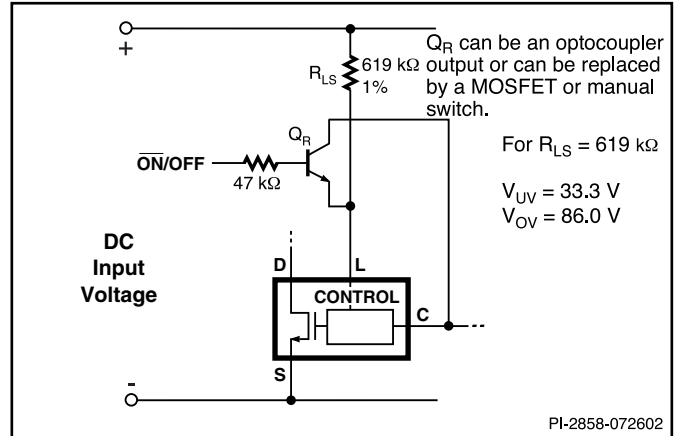 +
R_LS
619 kΩ
1%
Q_R can be an optocoupler
output or can be replaced
by a MOSFET or manual
switch.
Q_R
For R_LS = 619 kΩ
ON/OFF
47 kΩ
V_UV = 33.3 V
V_OV = 86.0 V
DC
Input
Voltage
D
L
CONTROL
C
S
-
PI-2858-072602